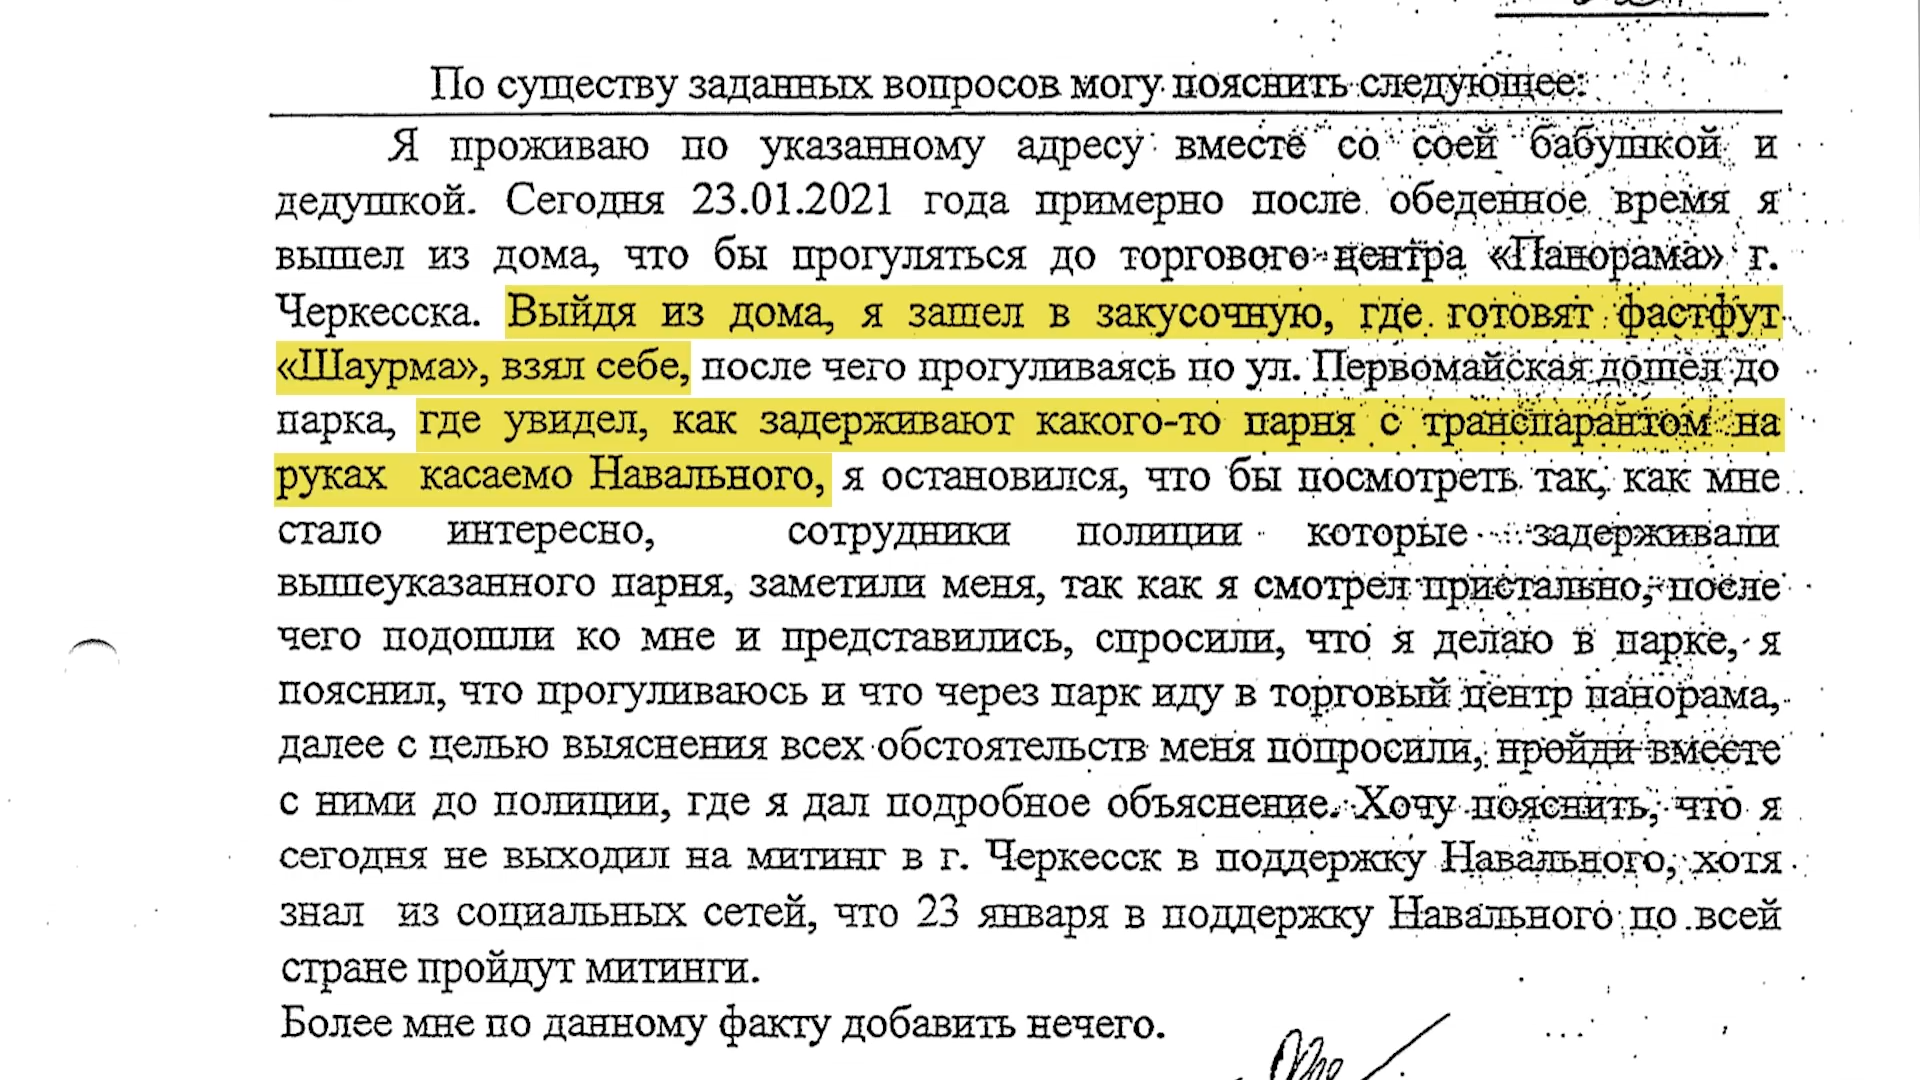 По существу заданных вопросов могу пояснить следующее:
Я проживаю по указанному адресу вместе со соей бабушкой и
дедушкой. Сегодня 23.01.2021 года примерно после обеденное время я
вышел из дома, что бы прогуляться до торгового центра «Панорама» г.
Черкесска. Выйдя из дома, я зашел в закусочную, где готовят фастфут
«Шаурма», взял себе, после чего прогуливаясь по ул. Первомайская дошел до
парка, где увидел, как задерживают какого-то парня с транспарантом на
руках касаемо Навального, я остановился, что бы посмотреть так, как мне
стало интересно, сотрудники полиции которые задерживали
вышеуказанного парня, заметили меня, так как я смотрел пристально, после
чего подошли ко мне и представились, спросили, что я делаю в парке, я
пояснил, что прогуливаюсь и что через парк иду в торговый центр панорама,
далее с целью выяснения всех обстоятельств меня попросили, пройди вместе
с ними до полиции, где я дал подробное объяснение. Хочу пояснить, что я
сегодня не выходил на митинг в г. Черкесск в поддержку Навального, хотя
знал из социальных сетей, что 23 января в поддержку Навального по всей
стране пройдут митинги.
Более мне по данному факту добавить нечего.